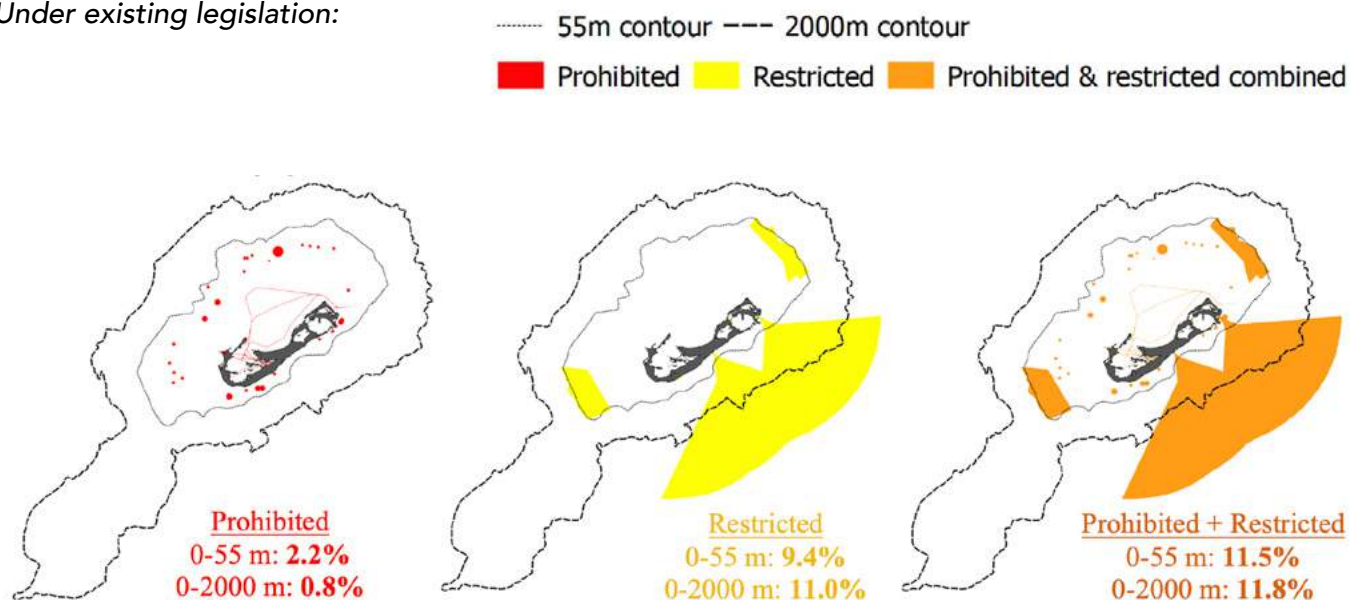 Under existing legislation:
55m contour
2000m contour
Prohibited
Restricted
Prohibited & restricted combined
Prohibited
0-55 m: 2.2%
0-2000 m: 0.8%
Restricted
0-55 m: 9.4%
0-2000 m: 11.0%
Prohibited + Restricted
0-55 m: 11.5%
0-2000 m: 11.8%